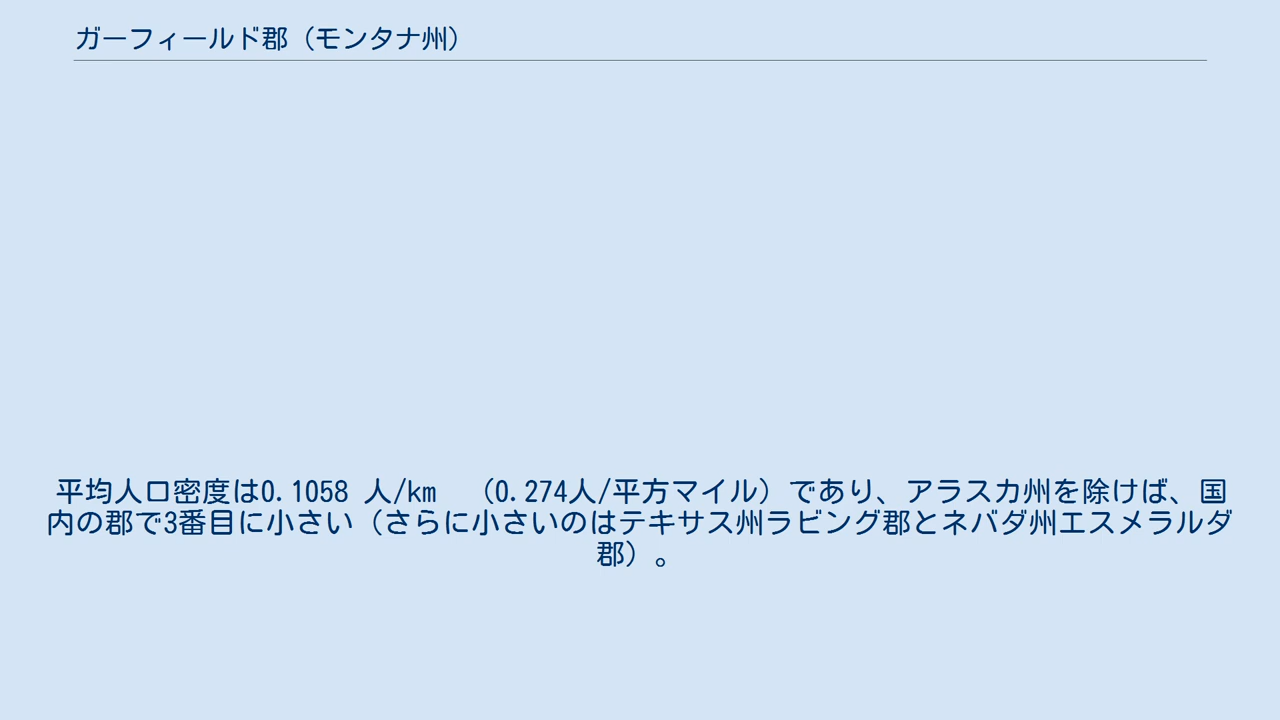 ガーフィールド郡（モンタナ州）
平均人口密度は0.1058 人/km （0.274人/平方マイル）であり、アラスカ州を除けば、国
内の郡で3番目に小さい（さらに小さいのはテキサス州ラビング郡とネバダ州エスメラルダ
郡）。